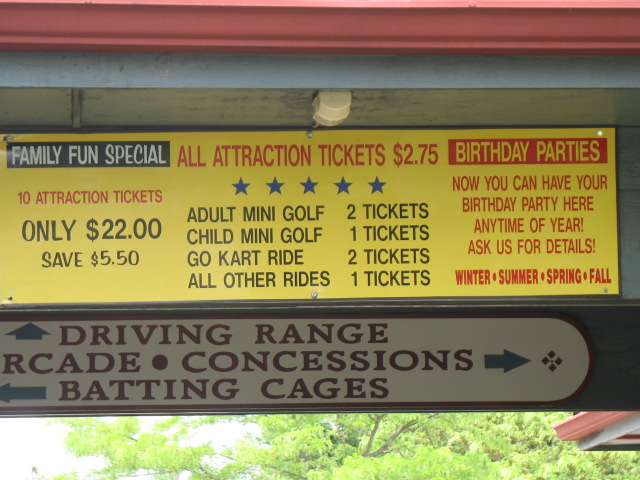 FAMILY FUN SPECIAL
10 ATTRACTION TICKETS
ONLY $22.00
SAVE $5.50
ALL ATTRACTION TICKETS $2.75
ADULT MINI GOLF 2 TICKETS
CHILD MINI GOLF 1 TICKETS
GO KART RIDE 2 TICKETS
ALL OTHER RIDES 1 TICKETS
BIRTHDAY PARTIES
NOW YOU CAN HAVE YOUR
BIRTHDAY PARTY HERE
ANYTIME OF YEAR!
ASK US FOR DETAILS!
WINTER • SUMMER • SPRING • FALL
DRIVING RANGE
RCADE • CONCESSIONS
BATTING CAGES